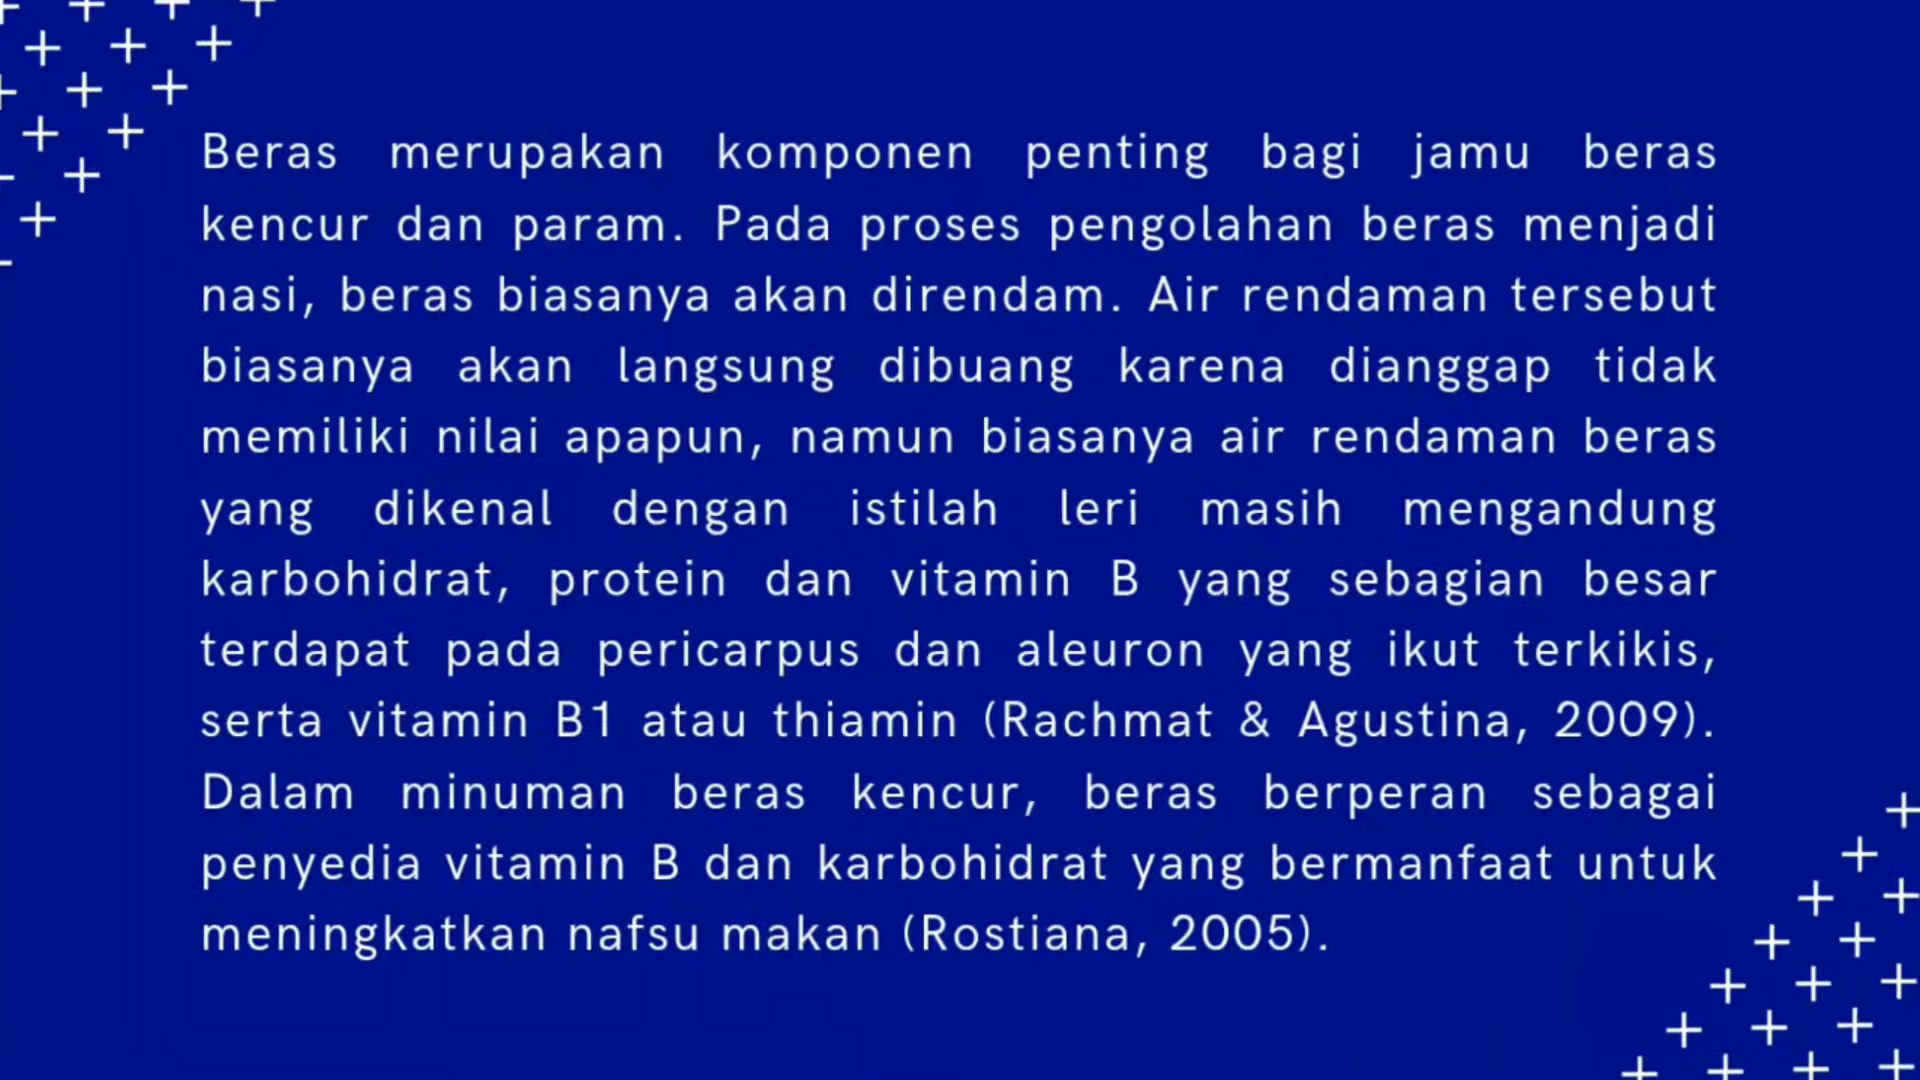 Beras merupakan komponen penting bagi jamu beras
kencur dan param. Pada proses pengolahan beras menjadi
nasi, beras biasanya akan direndam. Air rendaman tersebut
biasanya akan langsung dibuang karena dianggap tidak
memiliki nilai apapun, namun biasanya air rendaman beras
yang dikenal dengan istilah leri masih mengandung
karbohidrat, protein dan vitamin B yang sebagian besar
terdapat pada pericarpus dan aleuron yang ikut terkikis,
serta vitamin B1 atau thiamin (Rachmat & Agustina, 2009).
Dalam minuman beras kencur, beras berperan sebagai
penyedia vitamin B dan karbohidrat yang bermanfaat untuk
meningkatkan nafsu makan (Rostiana, 2005).